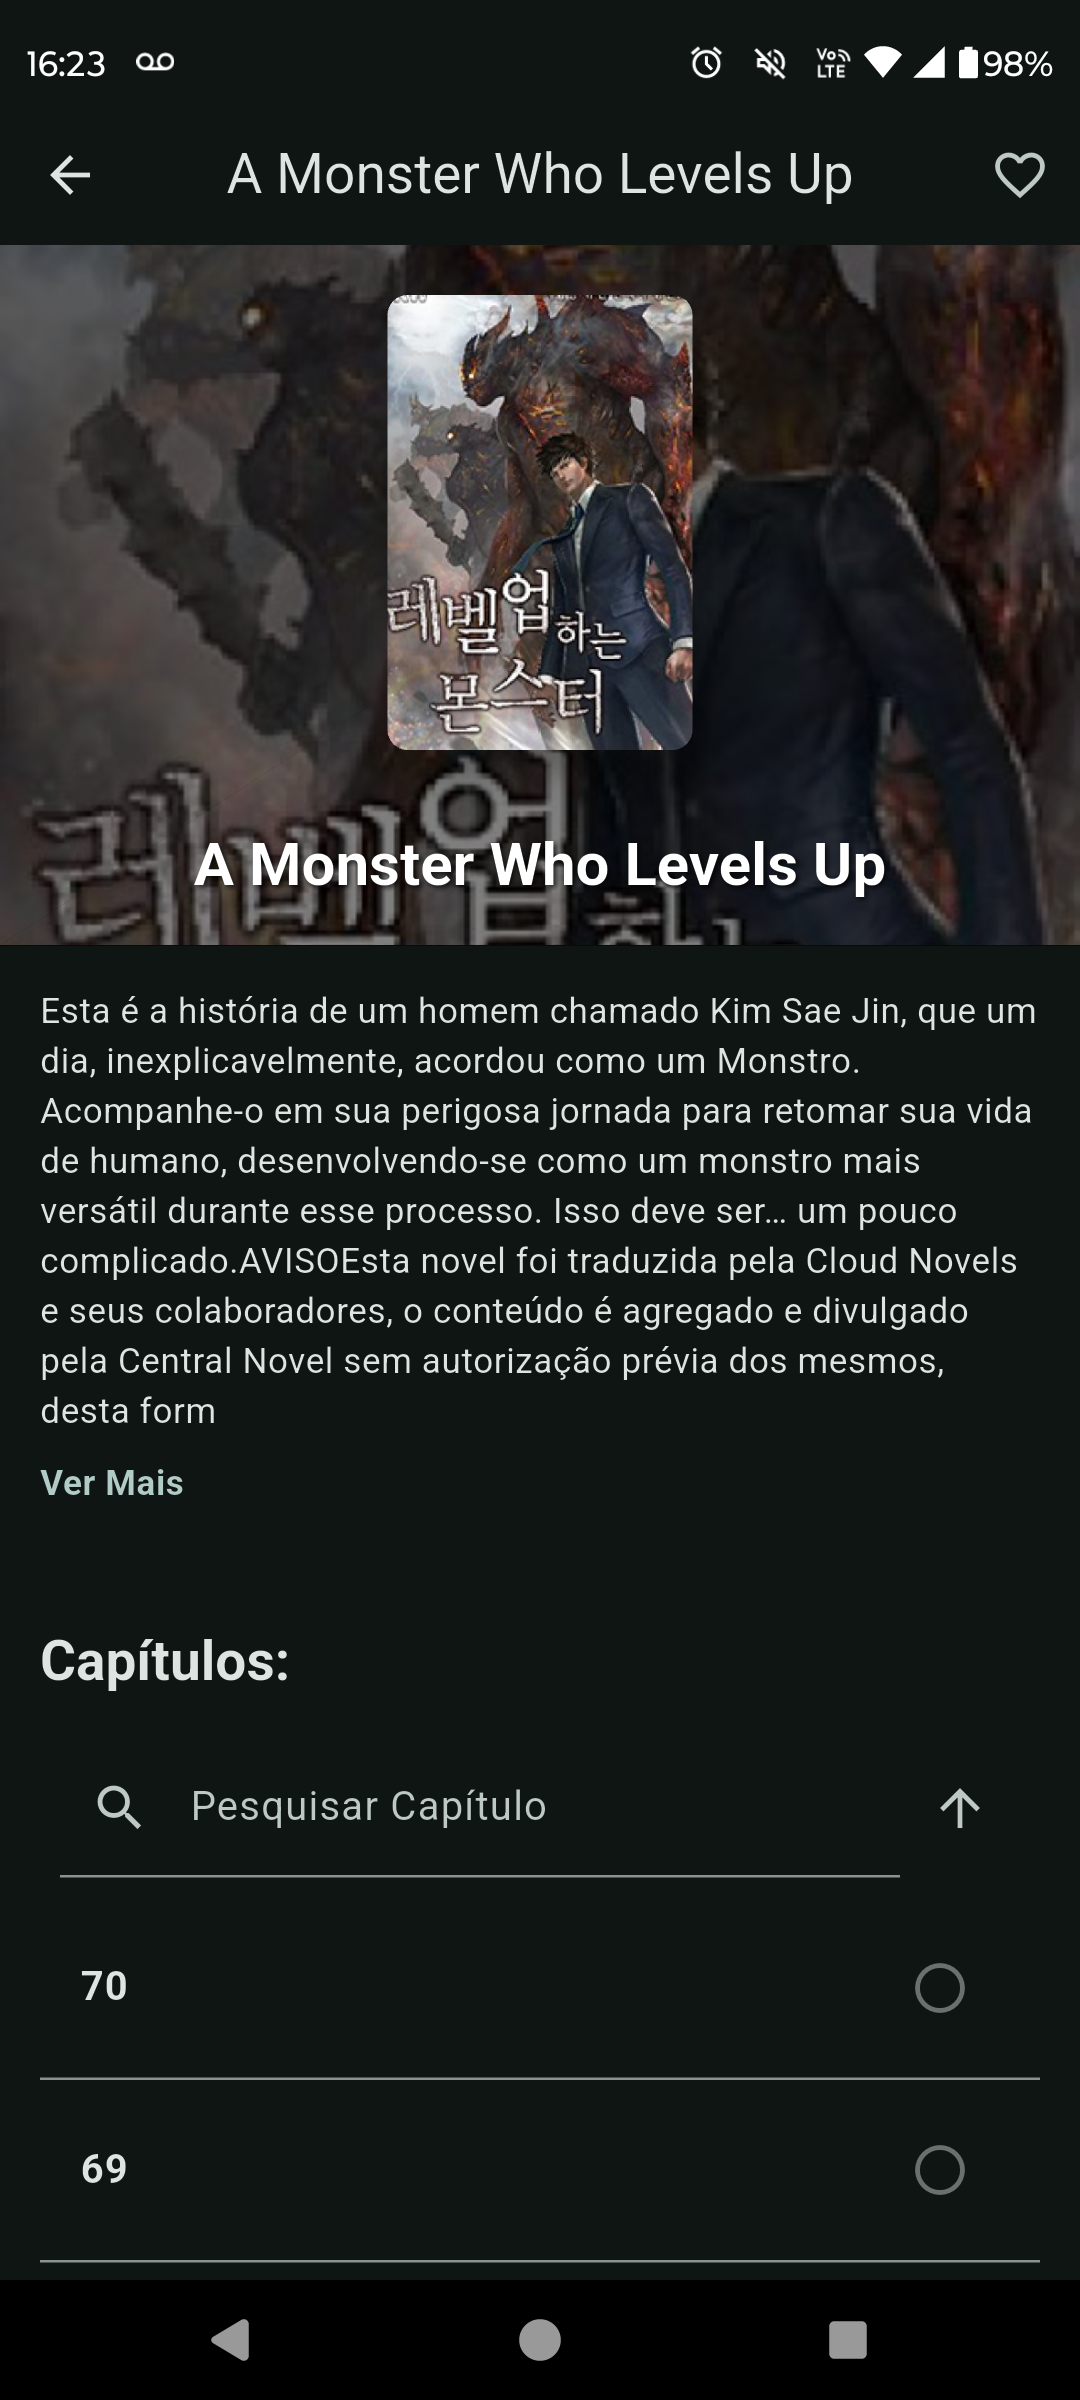 16:23
Vo LTE
98%
A Monster Who Levels Up
레벨업하는
몬스터
A Monster Who Levels Up
Esta é a história de um homem chamado Kim Sae Jin, que um
dia, inexplicavelmente, acordou como um Monstro.
Acompanhe-o em sua perigosa jornada para retomar sua vida
de humano, desenvolvendo-se como um monstro mais
versátil durante esse processo. Isso deve ser... um pouco
complicado.AVISOEsta novel foi traduzida pela Cloud Novels
e seus colaboradores, o conteúdo é agregado e divulgado
pela Central Novel sem autorização prévia dos mesmos,
desta form
Ver Mais
Capítulos:
Pesquisar Capítulo
70
69